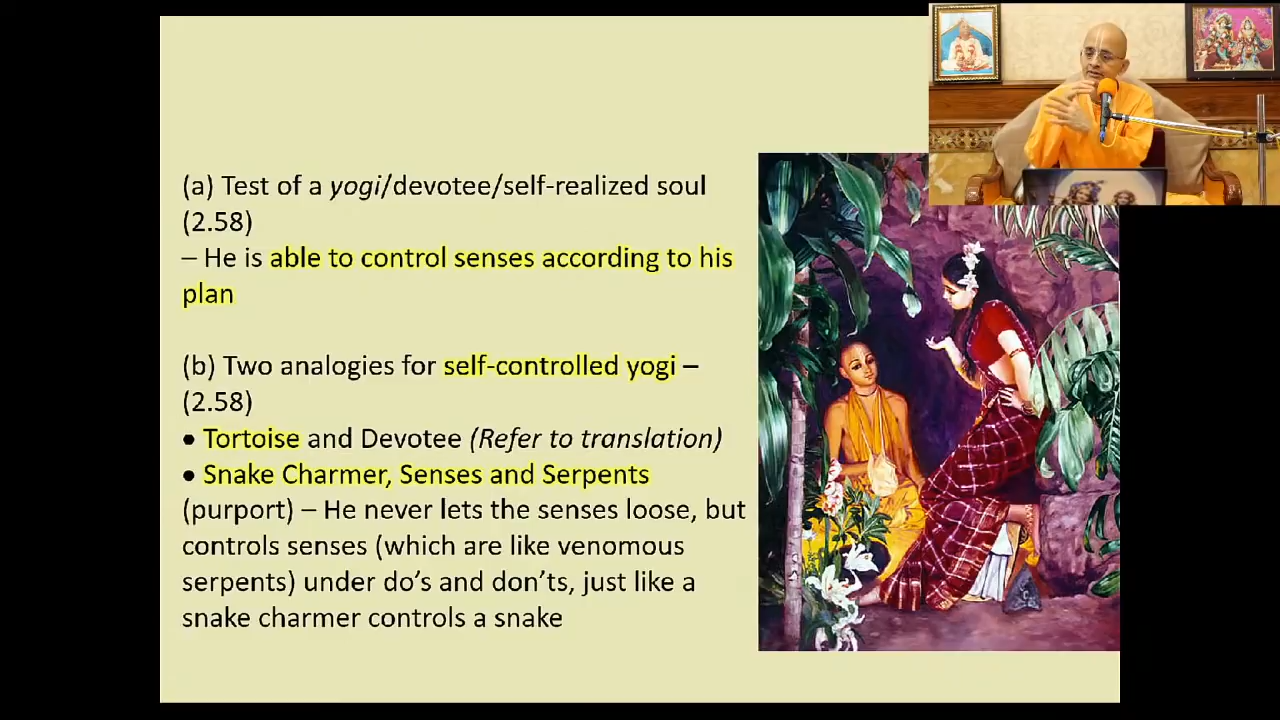 (a) Test of a yogi/devotee/self-realized soul
(2.58)
– He is able to control senses according to his
plan
(b) Two analogies for self-controlled yogi –
(2.58)
• Tortoise and Devotee (Refer to translation)
• Snake Charmer, Senses and Serpents
(purport) – He never lets the senses loose, but
controls senses (which are like venomous
serpents) under do’s and don’ts, just like a
snake charmer controls a snake